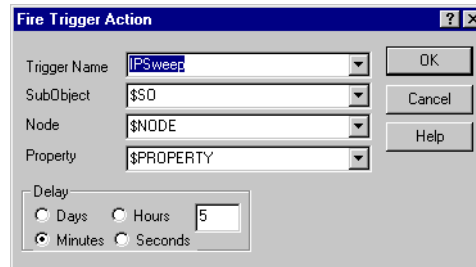 Fire Trigger Action
Trigger Name IPSweep OK
SubObject $SO Cancel
Node $NODE Help
Property $PROPERTY
Delay
Days Hours 5
Minutes Seconds